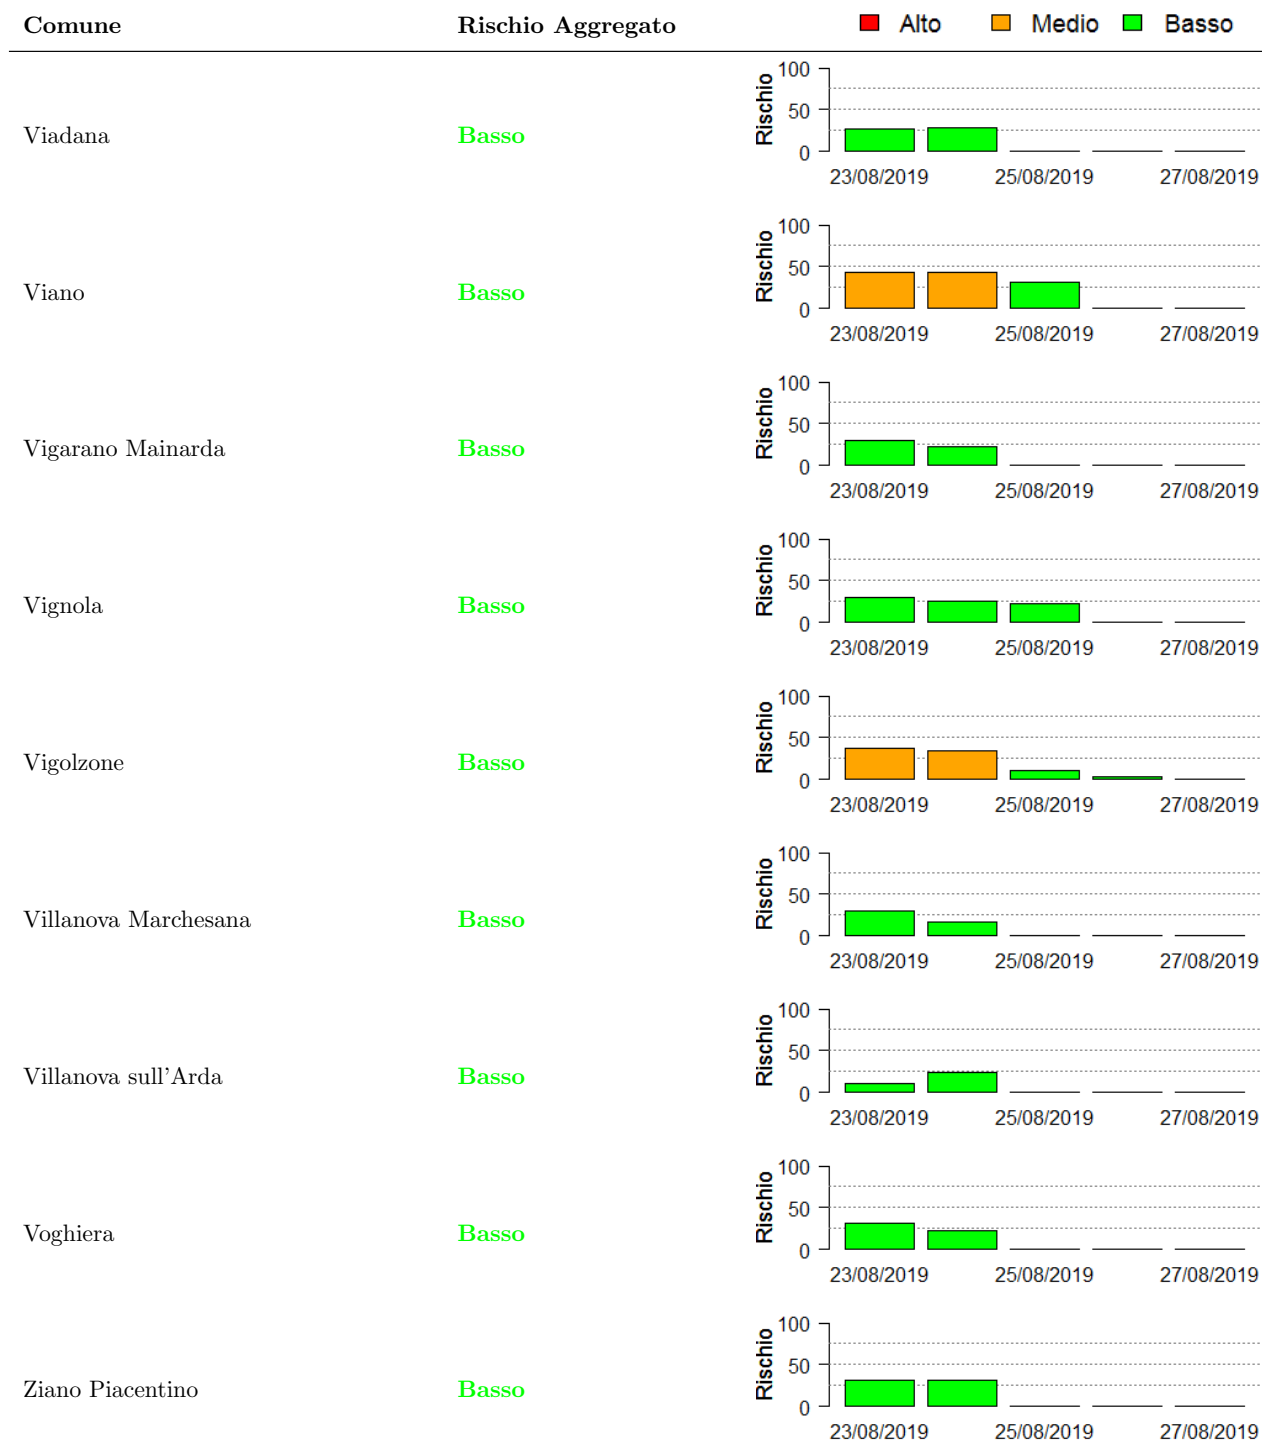 Comune Rischio Aggregato Alto Medio Basso
Viadana Basso
Rischio
100
50
0
23/08/2019 25/08/2019 27/08/2019
Viano Basso
Rischio
100
50
0
23/08/2019 25/08/2019 27/08/2019
Vigarano Mainarda Basso
Rischio
100
50
0
23/08/2019 25/08/2019 27/08/2019
Vignola Basso
Rischio
100
50
0
23/08/2019 25/08/2019 27/08/2019
Vigolzone Basso
Rischio
100
50
0
23/08/2019 25/08/2019 27/08/2019
Villanova Marchesana Basso
Rischio
100
50
0
23/08/2019 25/08/2019 27/08/2019
Villanova sull'Arda Basso
Rischio
100
50
0
23/08/2019 25/08/2019 27/08/2019
Voghiera Basso
Rischio
100
50
0
23/08/2019 25/08/2019 27/08/2019
Ziano Piacentino Basso
Rischio
100
50
0
23/08/2019 25/08/2019 27/08/2019